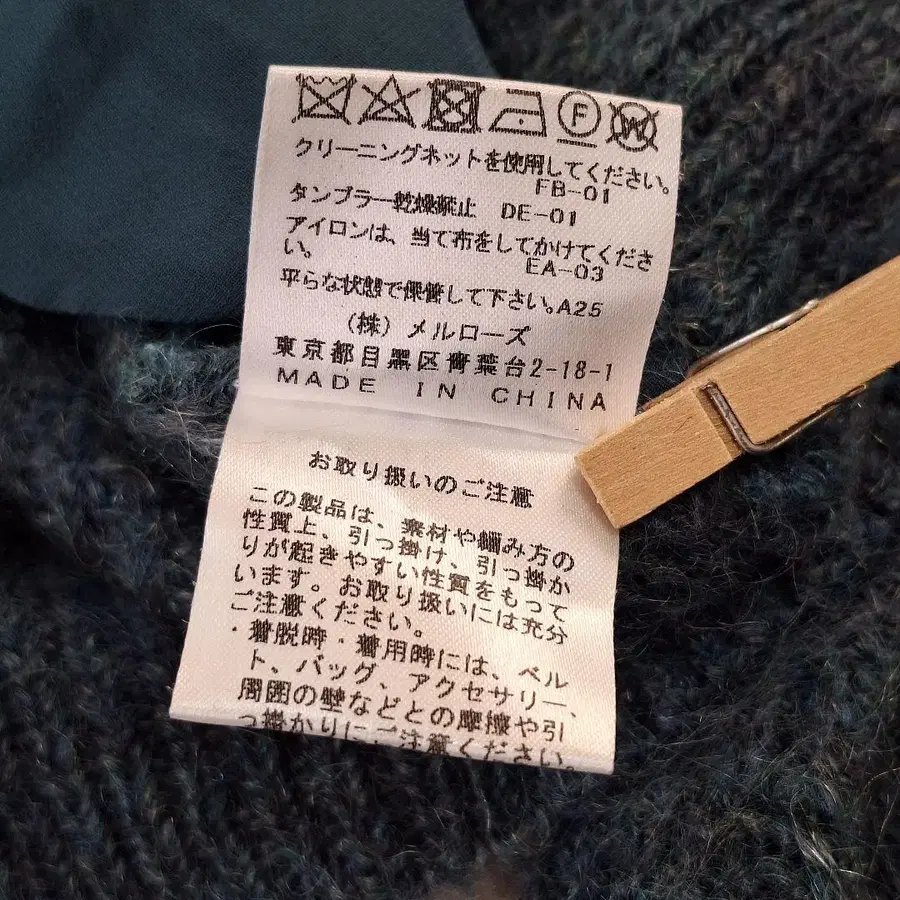 F W
クリーニングネットを使用してください。
FB-01
タンブラー乾燥禁止 DE-01
アイロンは、当て布をしてかけてくださ
い。
EA-03
平らな状態で保管して下さい。A25
(株) メルローズ
東京都目黒区青葉台2-18-1
MADE IN CHINA
お取り扱いのご注意
この製品は、素材や編み方の
性質上、引っ掛け、引っ掛か
りが起きやすい性質をもって
います。お取り扱いには充分
ご注意ください。
・着脱時・着用時には、ベル
ト、バッグ、アクセサリー、
周囲の壁などとの摩擦や引
っ掛かりにご注意ください。